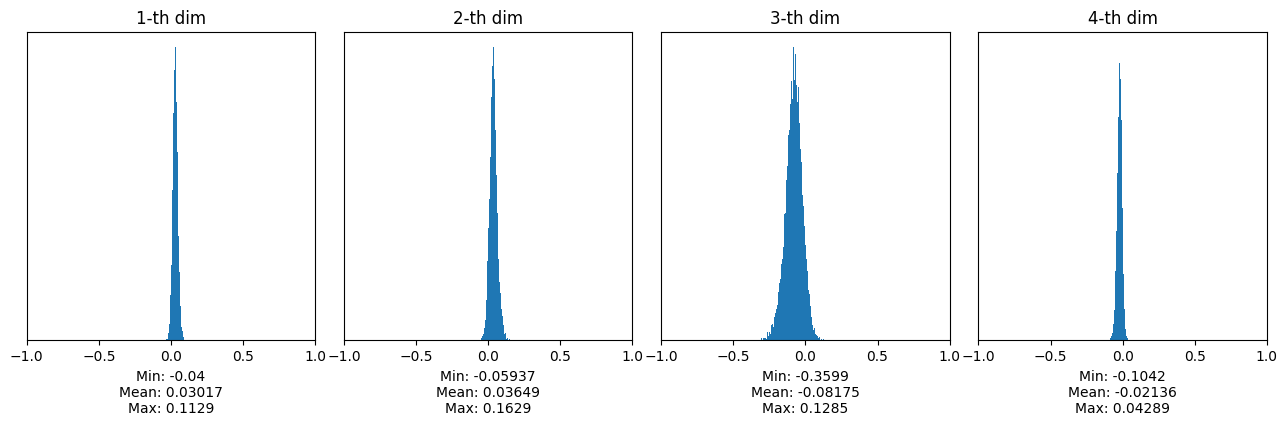 1-th dim 2-th dim 3-th dim 4-th dim
−1.0 −0.5 0.0 0.5 1.0 −1.0 −0.5 0.0 0.5 1.0 −1.0 −0.5 0.0 0.5 1.0 −1.0 −0.5 0.0 0.5 1.0
Min: -0.04 Min: -0.05937 Min: -0.3599 Min: -0.1042
Mean: 0.03017 Mean: 0.03649 Mean: -0.08175 Mean: -0.02136
Max: 0.1129 Max: 0.1629 Max: 0.1285 Max: 0.04289